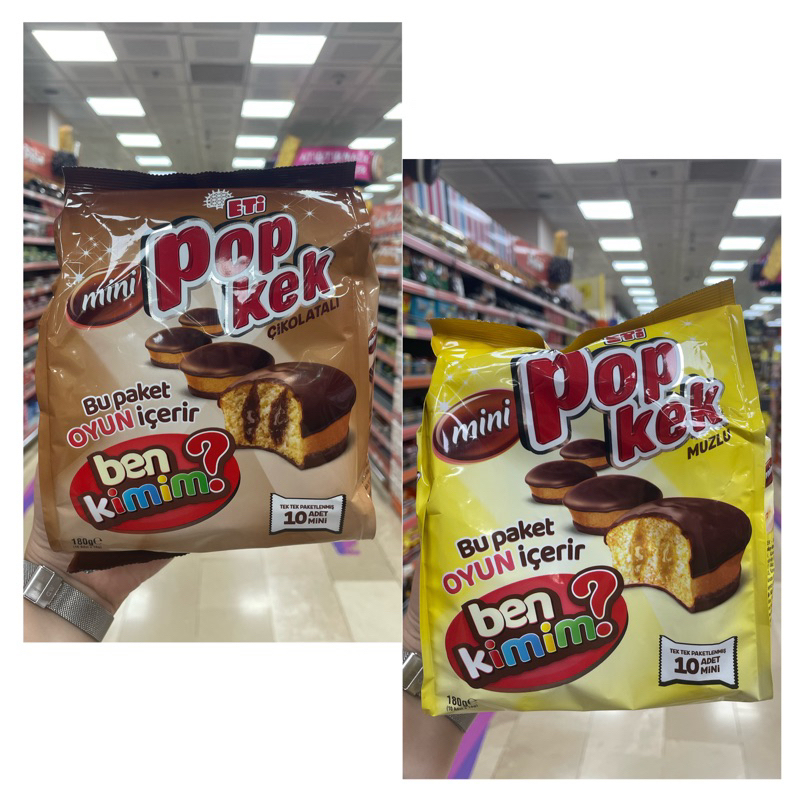 ETİ
mini
pop
kek
ÇİKOLATALI
Bu paket
OYUN içerir
ben
kimim?
TEK TEK PAKETLENMİŞ
10 ADET
MİNİ
180g℮
ETİ
mini
pop
kek
MUZLU
Bu paket
OYUN içerir
ben
kimim?
TEK TEK PAKETLENMİŞ
10 ADET
MİNİ
180g℮